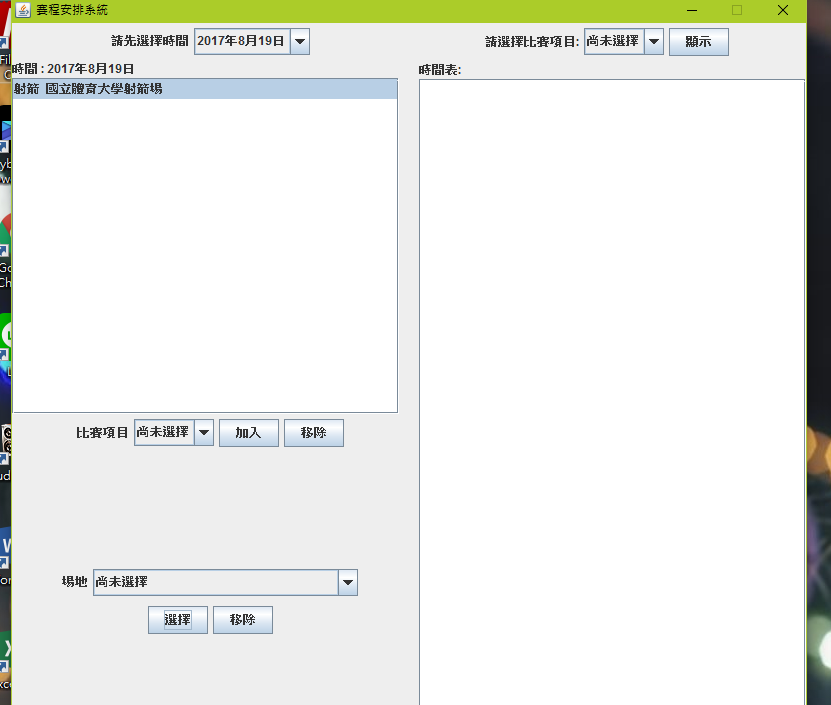 賽程安排系統
請先選擇時間 2017年8月19日
請選擇比賽項目: 尚未選擇 顯示
時間 : 2017年8月19日
時間表:
射箭 國立體育大學射箭場
比賽項目 尚未選擇 加入 移除
場地 尚未選擇
選擇 移除